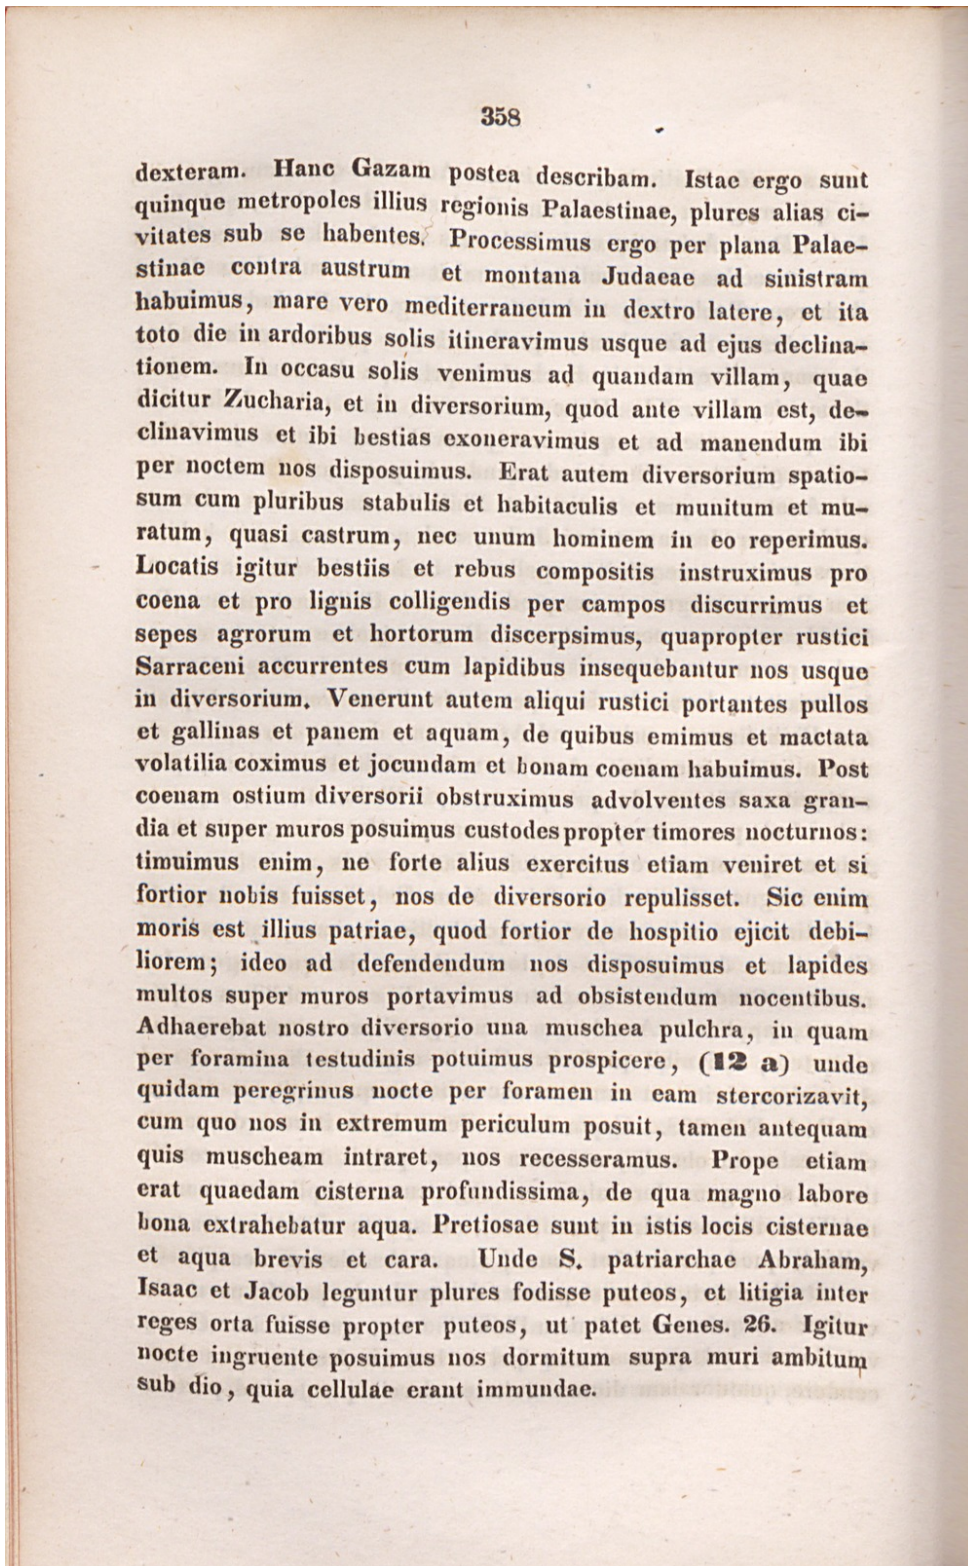 358
dexteram. Hanc Gazam postea describam. Istae ergo sunt
quinque metropoles illius regionis Palaestinae, plures alias ci-
vitates sub se habentes. Processimus ergo per plana Palae-
stinae contra austrum et montana Judaeae ad sinistram
habuimus, mare vero mediterraneum in dextro latere, et ita
toto die in ardoribus solis itineravimus usque ad ejus declina-
tionem. In occasu solis venimus ad quandam villam, quae
dicitur Zucharia, et in diversorium, quod ante villam est, de-
clinavimus et ibi bestias exoneravimus et ad manendum ibi
per noctem nos disposuimus. Erat autem diversorium spatio-
sum cum pluribus stabulis et habitaculis et munitum et mu-
ratum, quasi castrum, nec unum hominem in eo reperimus.
Locatis igitur bestiis et rebus compositis instruximus pro
coena et pro lignis colligendis per campos discurrimus et
sepes agrorum et hortorum discerpsimus, quapropter rustici
Sarraceni accurrentes cum lapidibus insequebantur nos usque
in diversorium. Venerunt autem aliqui rustici portantes pullos
et gallinas et panem et aquam, de quibus emimus et mactata
volatilia coximus et jocundam et bonam coenam habuimus. Post
coenam ostium diversorii obstruximus advolventes saxa gran-
dia et super muros posuimus custodes propter timores nocturnos:
timuimus enim, ne forte alius exercitus etiam veniret et si
fortior nobis fuisset, nos de diversorio repulisset. Sic enim
moris est illius patriae, quod fortior de hospitio ejicit debi-
liorem; ideo ad defendendum nos disposuimus et lapides
multos super muros portavimus ad obsistendum nocentibus.
Adhaerebat nostro diversorio una muschea pulchra, in quam
per foramina testudinis potuimus prospicere, (12 a) unde
quidam peregrinus nocte per foramen in eam stercorizavit,
cum quo nos in extremum periculum posuit, tamen antequam
quis muscheam intraret, nos recesseramus. Prope etiam
erat quaedam cisterna profundissima, de qua magno labore
bona extrahebatur aqua. Pretiosae sunt in istis locis cisternae
et aqua brevis et cara. Unde S. patriarchae Abraham,
Isaac et Jacob leguntur plures fodisse puteos, et litigia inter
reges orta fuisse propter puteos, ut patet Genes. 26. Igitur
nocte ingruente posuimus nos dormitum supra muri ambitum
sub dio, quia cellulae erant immundae.